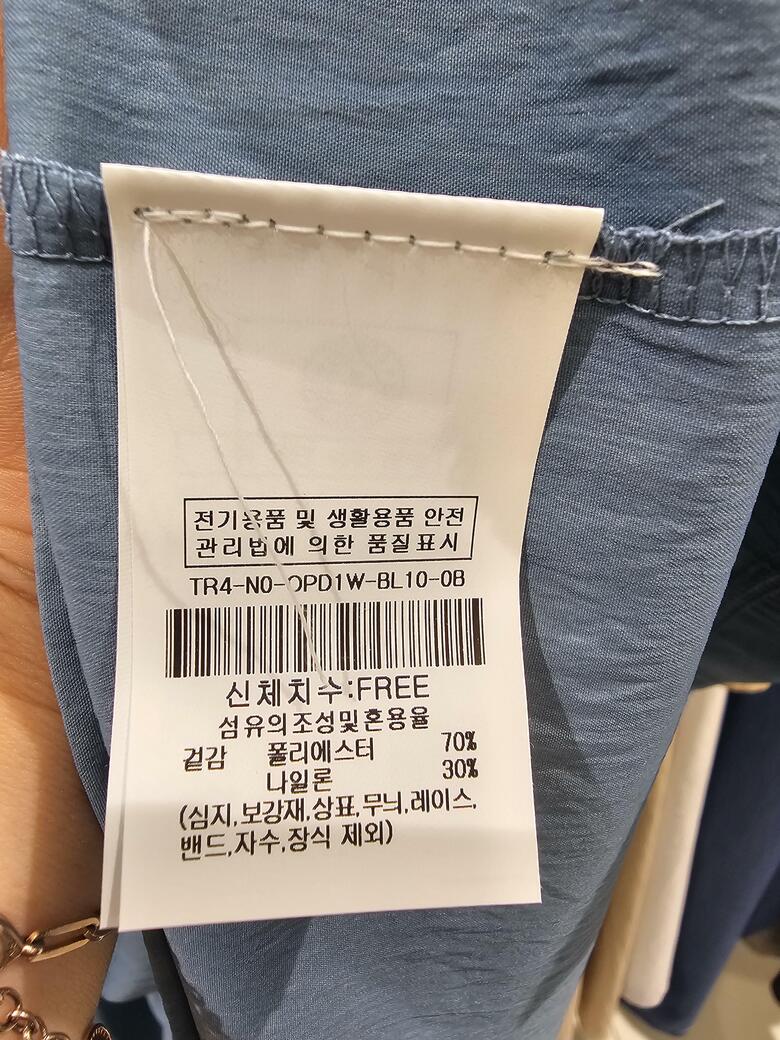 전기용품 및 생활용품 안전
관리법에 의한 품질표시
TR4-N0-OPD1W-BL10-0B
신체치수:FREE
섬유의조성및혼용율
겉감 폴리에스터 70%
나일론 30%
(심지,보강재,상표,무늬,레이스,
밴드,자수,장식 제외)